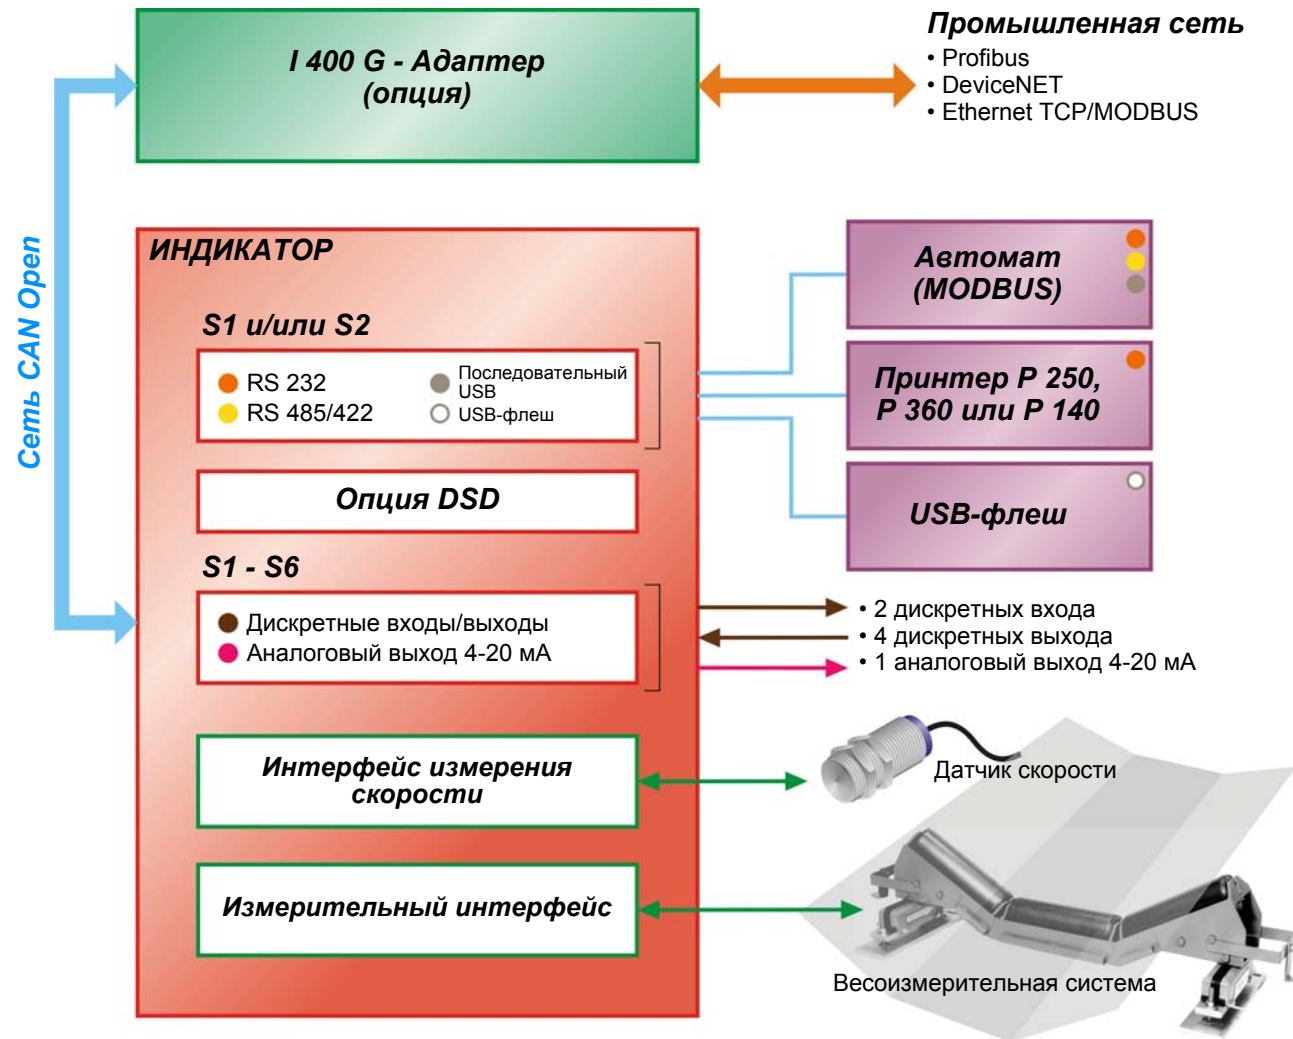 I 400 G - Адаптер
(опция)
Промышленная сеть
• Profibus
• DeviceNET
• Ethernet TCP/MODBUS
Сеть CAN Open
ИНДИКАТОР
S1 и/или S2
RS 232
RS 485/422
Последовательный
USB
USB-флеш
Опция DSD
S1 - S6
Дискретные входы/выходы
Аналоговый выход 4-20 мА
Интерфейс измерения
скорости
Измерительный интерфейс
Автомат
(MODBUS)
Принтер P 250,
P 360 или P 140
USB-флеш
• 2 дискретных входа
• 4 дискретных выхода
• 1 аналоговый выход 4-20 мА
Датчик скорости
Весоизмерительная система